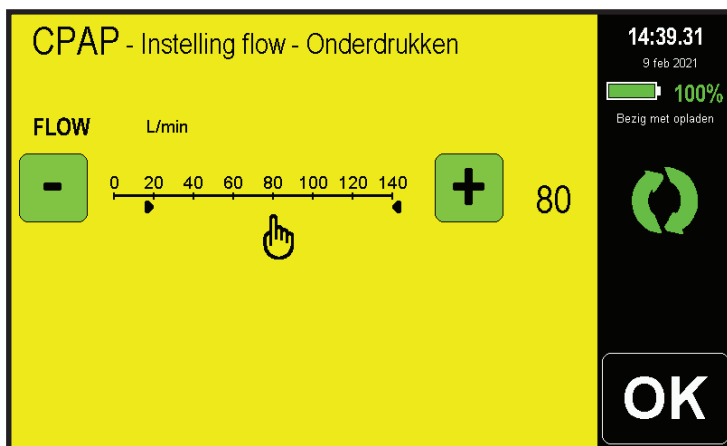 CPAP - Instelling flow - Onderdrukken
14:39.31
9 feb 2021
100%
Bezig met opladen
FLOW L/min
- 0 20 40 60 80 100 120 140 + 80
OK